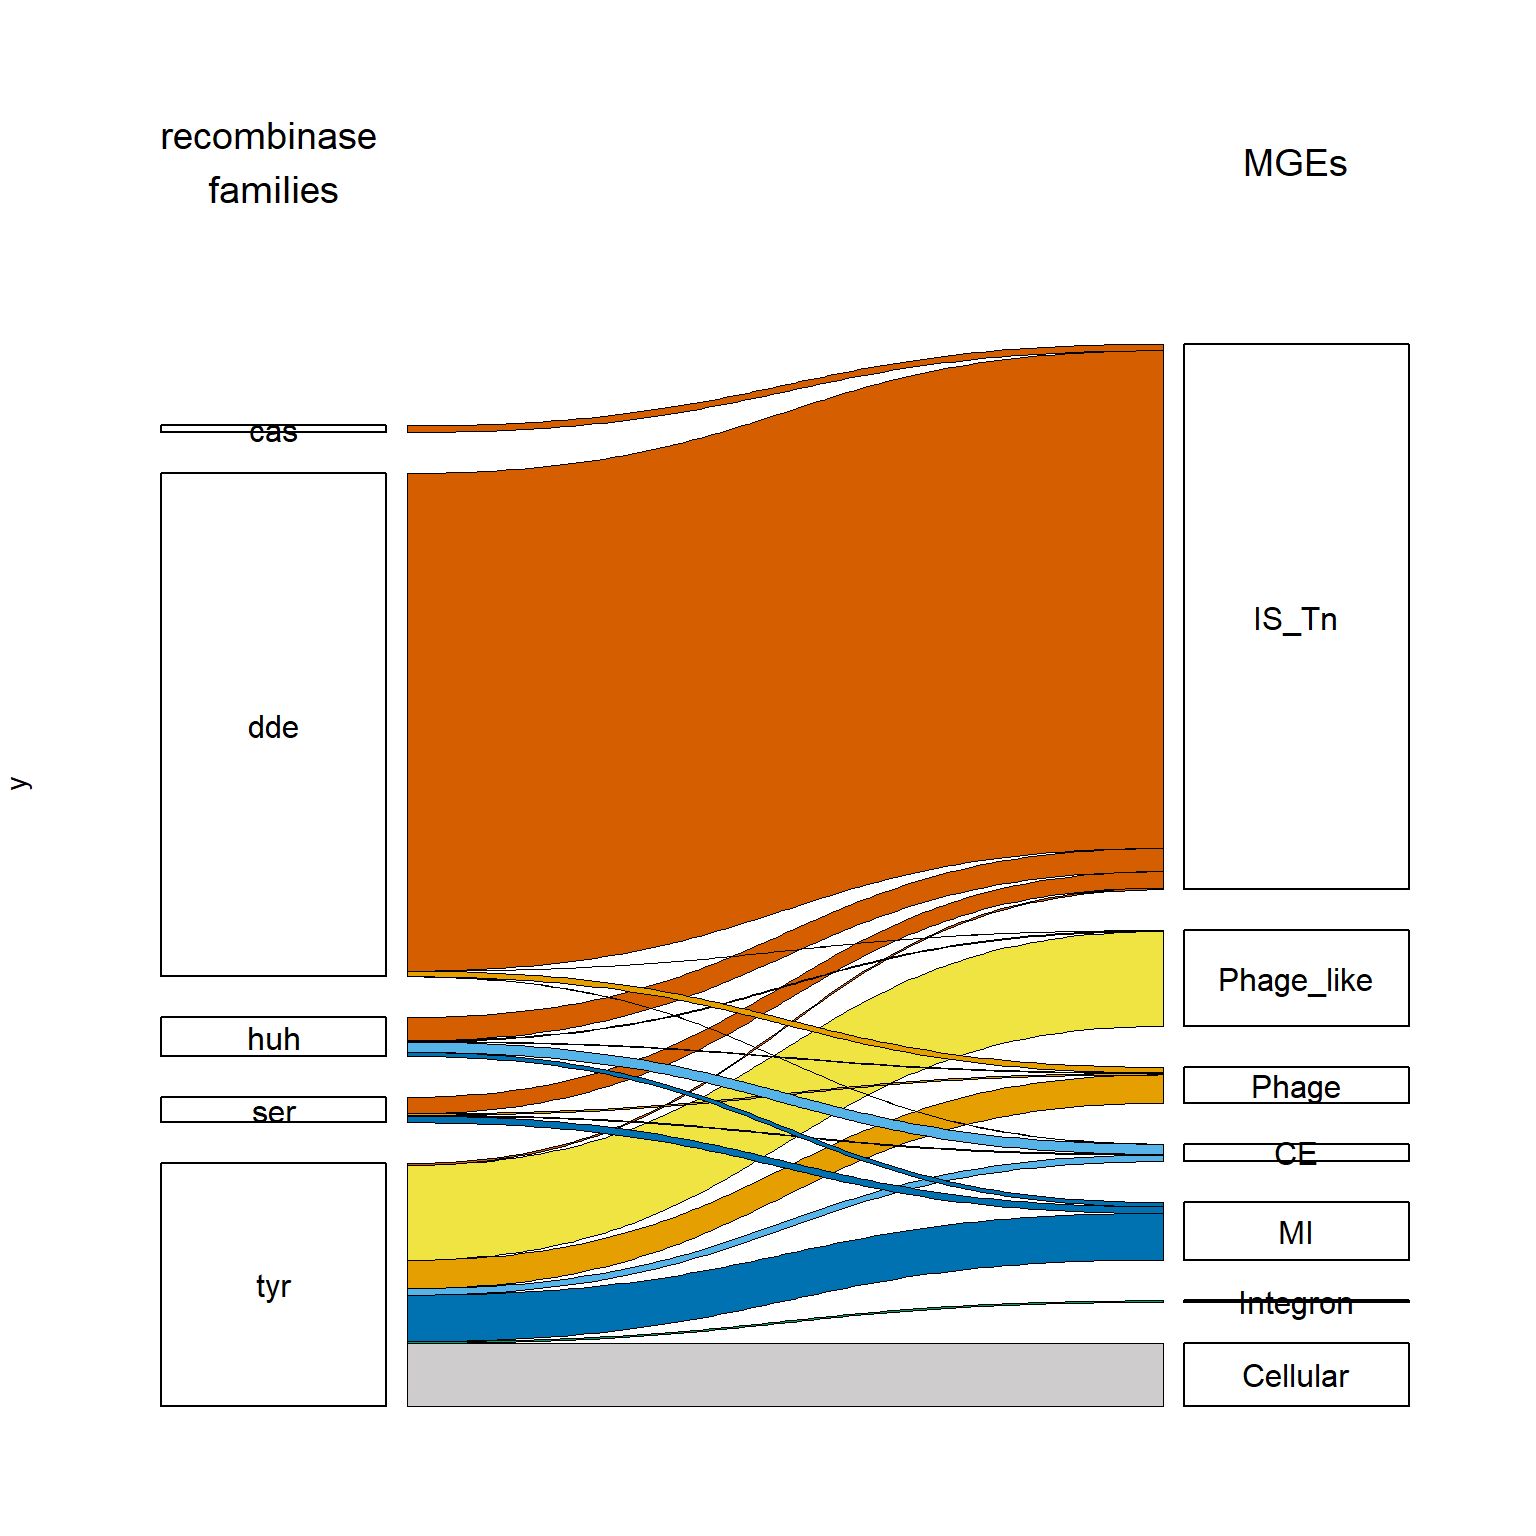 recombinase
families
MGEs
cas
dde
huh
ser
tyr
y
IS_Tn
Phage_like
Phage
CE
MI
Integron
Cellular